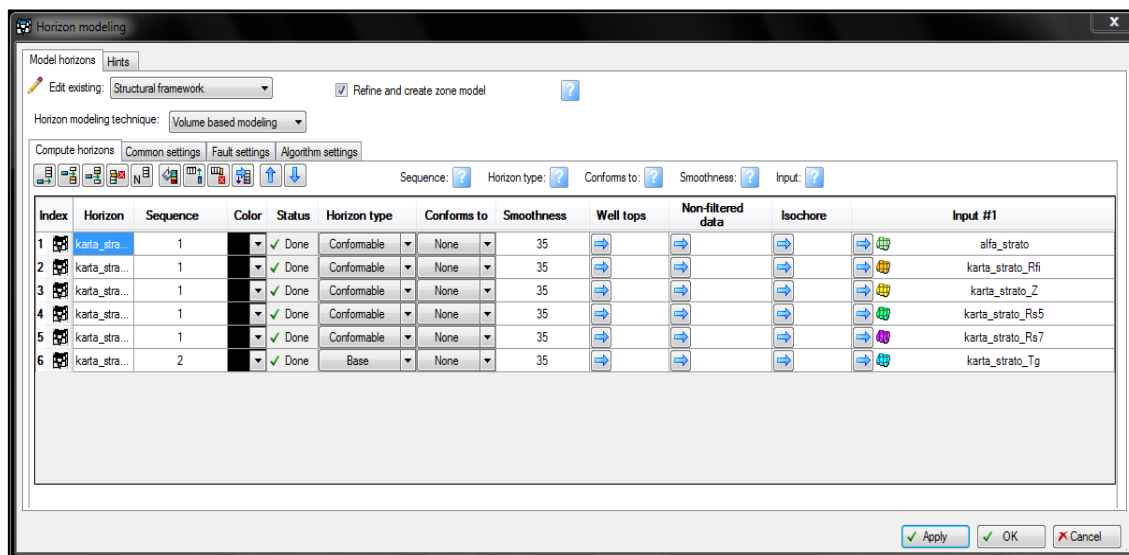 Horizon modeling
x
Model horizons Hints
Edit existing: Structural framework Refine and create zone model ?
Horizon modeling technique: Volume based modeling
Compute horizons Common settings Fault settings Algorithm settings
N Sequence: ? Horizon type: ? Conforms to: ? Smoothness: ? Input: ?
Index Horizon Sequence Color Status Horizon type Conforms to Smoothness Well tops Non-filtered data Isochore Input #1
1 karta_stra... 1 Done Conformable None 35 alfa_strato
2 karta_stra... 1 Done Conformable None 35 karta_strato_Rfi
3 karta_stra... 1 Done Conformable None 35 karta_strato_Z
4 karta_stra... 1 Done Conformable None 35 karta_strato_Rs5
5 karta_stra... 1 Done Conformable None 35 karta_strato_Rs7
6 karta_stra... 2 Done Base None 35 karta_strato_Tg
Apply OK Cancel